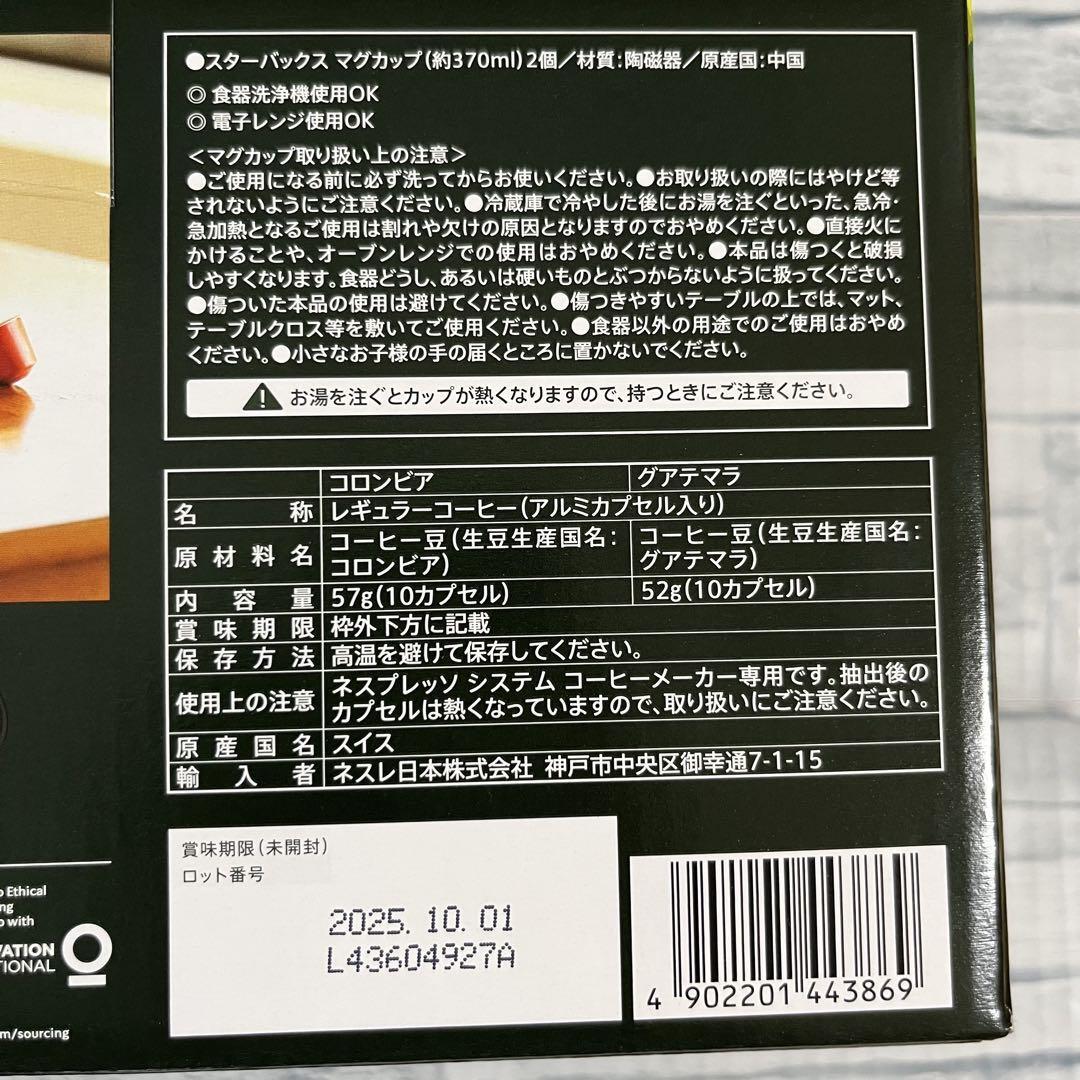 ●スターバックス マグカップ(約370ml)2個／材質:陶磁器／原産国:中国
◎ 食器洗浄機使用OK
◎ 電子レンジ使用OK
＜マグカップ取り扱い上の注意＞
●ご使用になる前に必ず洗ってからお使いください。●お取り扱いの際にはやけど等
されないようにご注意ください。●冷蔵庫で冷やした後にお湯を注ぐといった、急冷・
急加熱となるご使用は割れや欠けの原因となりますのでおやめください。●直接火に
かけることや、オーブンレンジでの使用はおやめください。●本品は傷つくと破損
しやすくなります。食器どうし、あるいは硬いものとぶつからないように扱ってください。
●傷ついた本品の使用は避けてください。●傷つきやすいテーブルの上では、マット、
テーブルクロス等を敷いてご使用ください。●食器以外の用途でのご使用はおやめ
ください。●小さなお子様の手の届くところに置かないでください。
お湯を注ぐとカップが熱くなりますので、持つときにご注意ください。
コロンビア グアテマラ
名称 レギュラーコーヒー(アルミカプセル入り)
原材料名 コーヒー豆(生豆生産国名:コロンビア) コーヒー豆(生豆生産国名:グアテマラ)
内容量 57g(10カプセル) 52g(10カプセル)
賞味期限 枠外下方に記載
保存方法 高温を避けて保存してください。
使用上の注意 ネスプレッソ システム コーヒーメーカー専用です。抽出後の
カプセルは熱くなっていますので、取り扱いにご注意ください。
原産国名 スイス
輸入者 ネスレ日本株式会社 神戸市中央区御幸通7-1-15
賞味期限(未開封)
ロット番号
2025.10.01
L43604927A
4 902201 443869
Ethical
with
m/sourcing